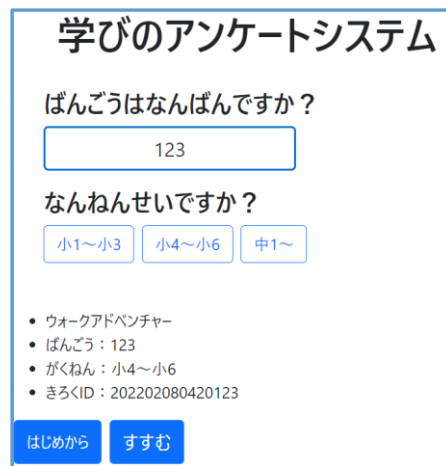 学びのアンケートシステム
ばんごうはなんばんですか？
123
なんねんせいですか？
小1～小3 小4～小6 中1～
ウォークアドベンチャー
ばんごう：123
がくねん：小4～小6
きろくID：202202080420123
はじめから すすむ